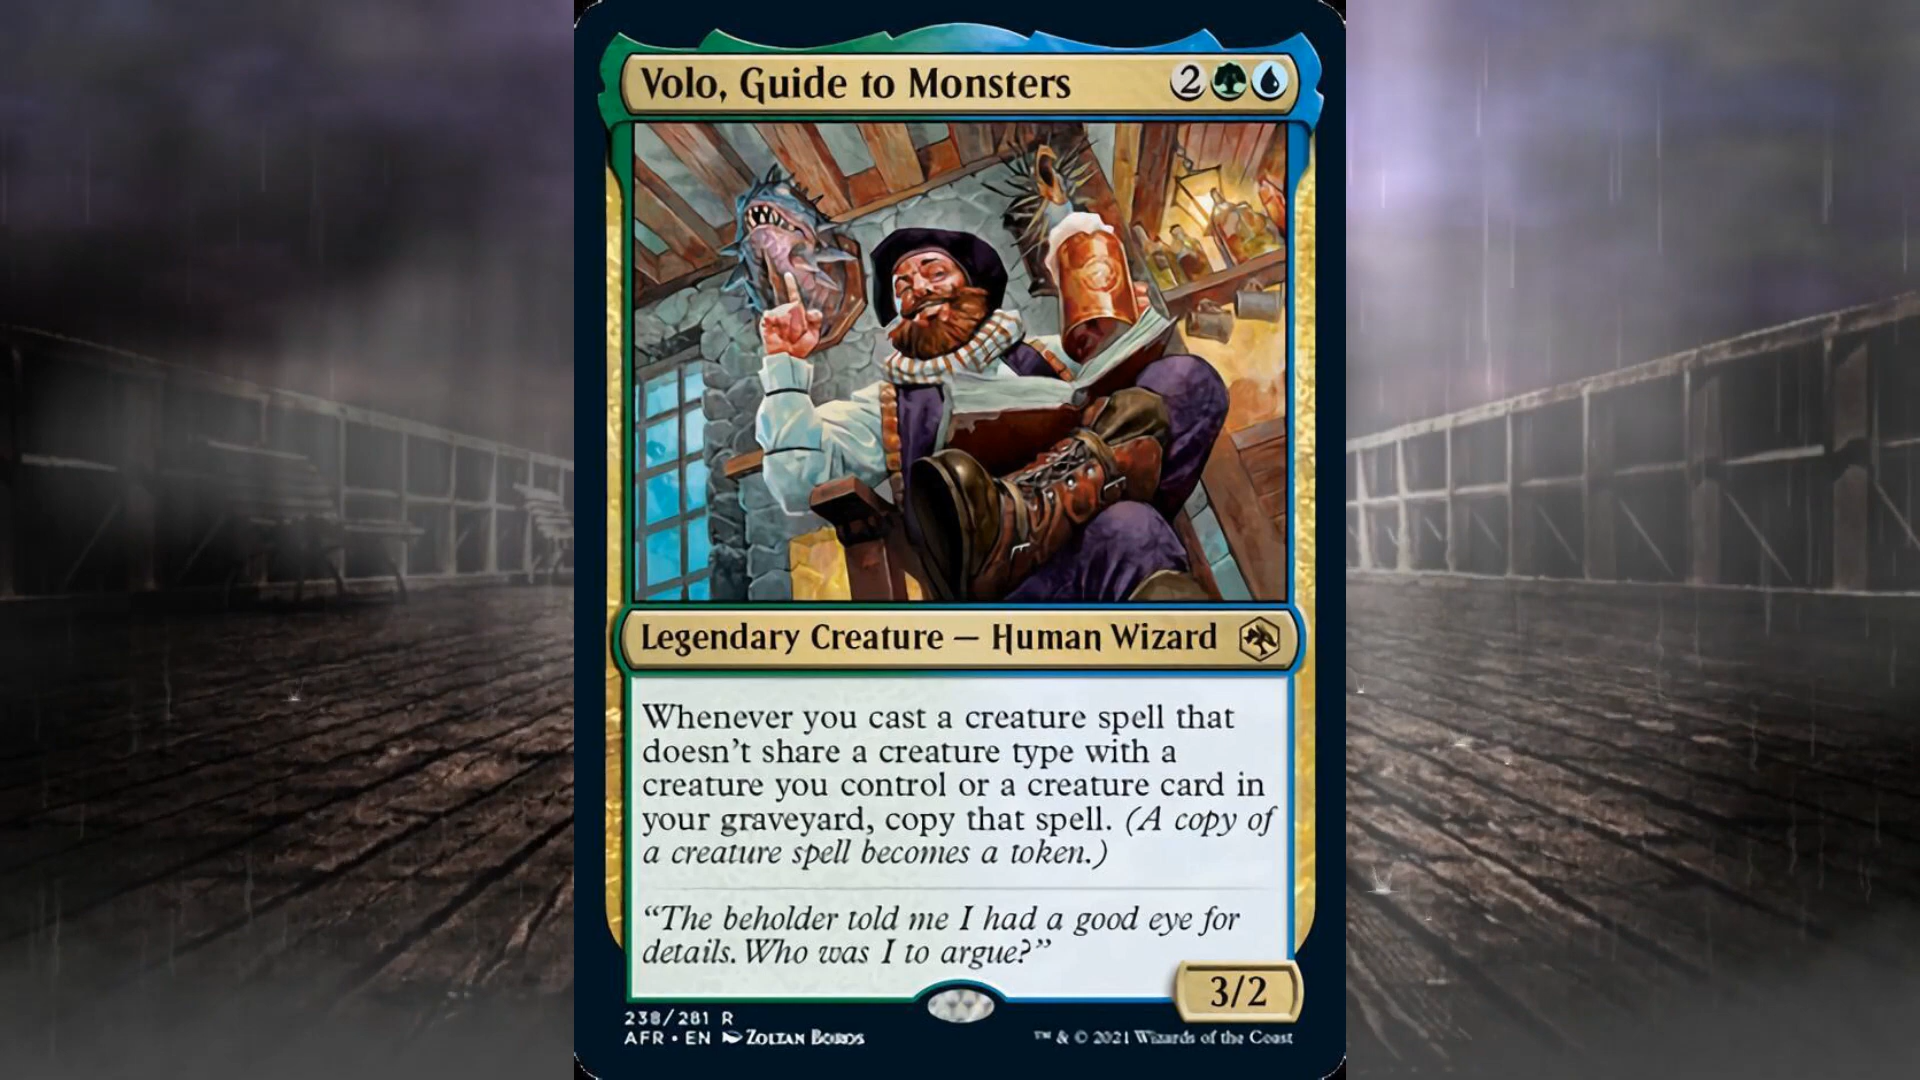 Volo, Guide to Monsters 2
Legendary Creature — Human Wizard
Whenever you cast a creature spell that
doesn't share a creature type with a
creature you control or a creature card in
your graveyard, copy that spell. (A copy of
a creature spell becomes a token.)
“The beholder told me I had a good eye for
details. Who was I to argue?”
3/2
238/281 R
AFR • EN Zoltan Boros
™ & © 2021 Wizards of the Coast